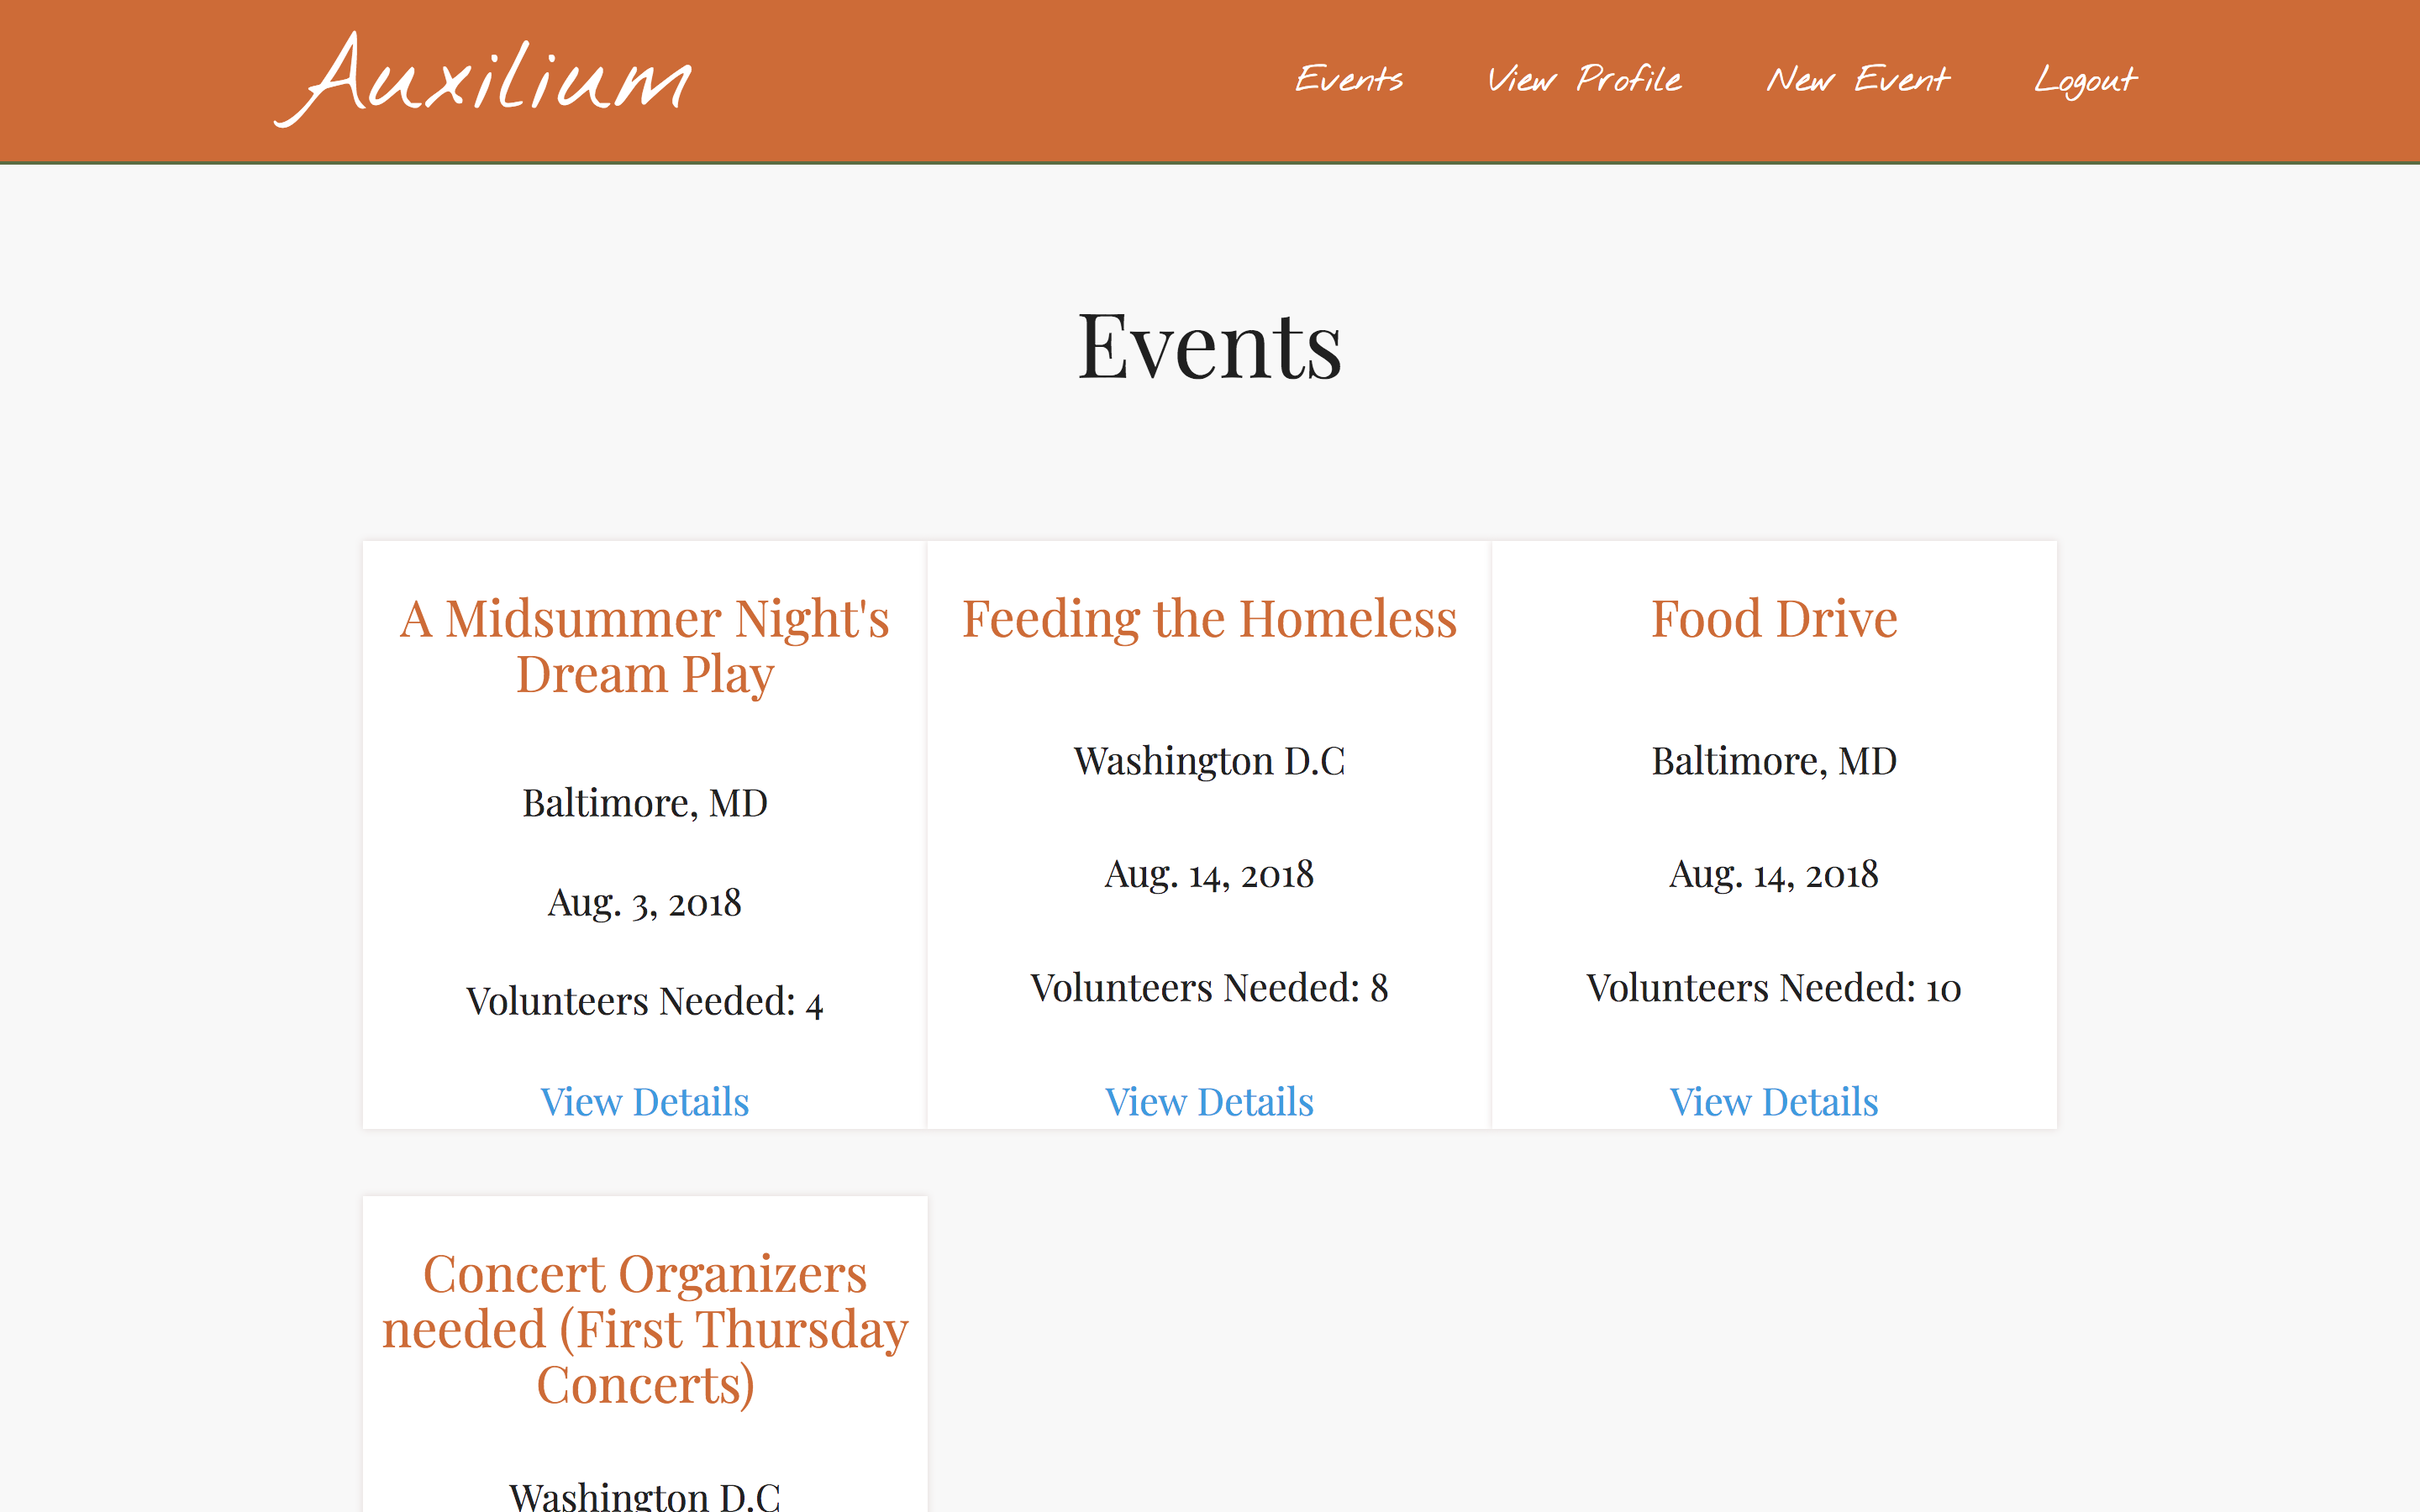 Auxilium
Events
View Profile
New Event
Logout
Events
A Midsummer Night's
Dream Play
Baltimore, MD
Aug. 3, 2018
Volunteers Needed: 4
View Details
Feeding the Homeless
Washington D.C
Aug. 14, 2018
Volunteers Needed: 8
View Details
Food Drive
Baltimore, MD
Aug. 14, 2018
Volunteers Needed: 10
View Details
Concert Organizers
needed (First Thursday
Concerts)
Washington D.C